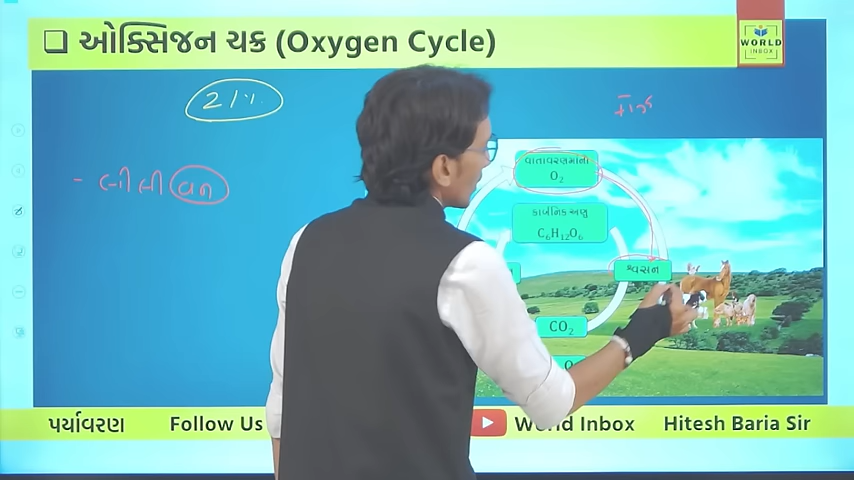 ❑ ઓક્સિજન ચક્ર (Oxygen Cycle)
WORLD
INBOX
21%
વાતાવરણમાંના
O₂
કાર્બનિક અણુ
C₆H₁₂O₆
શ્વસન
CO₂
પર્યાવરણ Follow Us World Inbox Hitesh Baria Sir